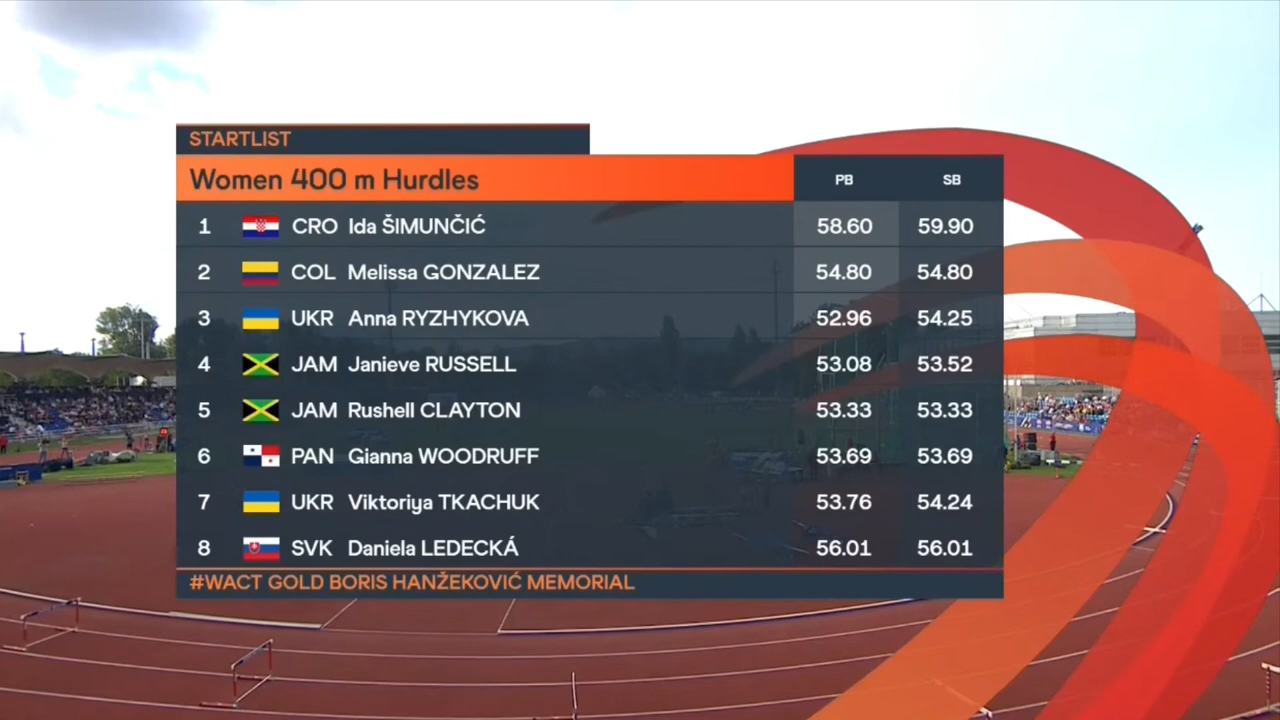 STARTLIST
Women 400 m Hurdles PB SB
1 CRO Ida ŠIMUNČIĆ 58.60 59.90
2 COL Melissa GONZALEZ 54.80 54.80
3 UKR Anna RYZHYKOVA 52.96 54.25
4 JAM Janieve RUSSELL 53.08 53.52
5 JAM Rushell CLAYTON 53.33 53.33
6 PAN Gianna WOODRUFF 53.69 53.69
7 UKR Viktoriya TKACHUK 53.76 54.24
8 SVK Daniela LEDECKÁ 56.01 56.01
#WACT GOLD BORIS HANŽEKOVIĆ MEMORIAL